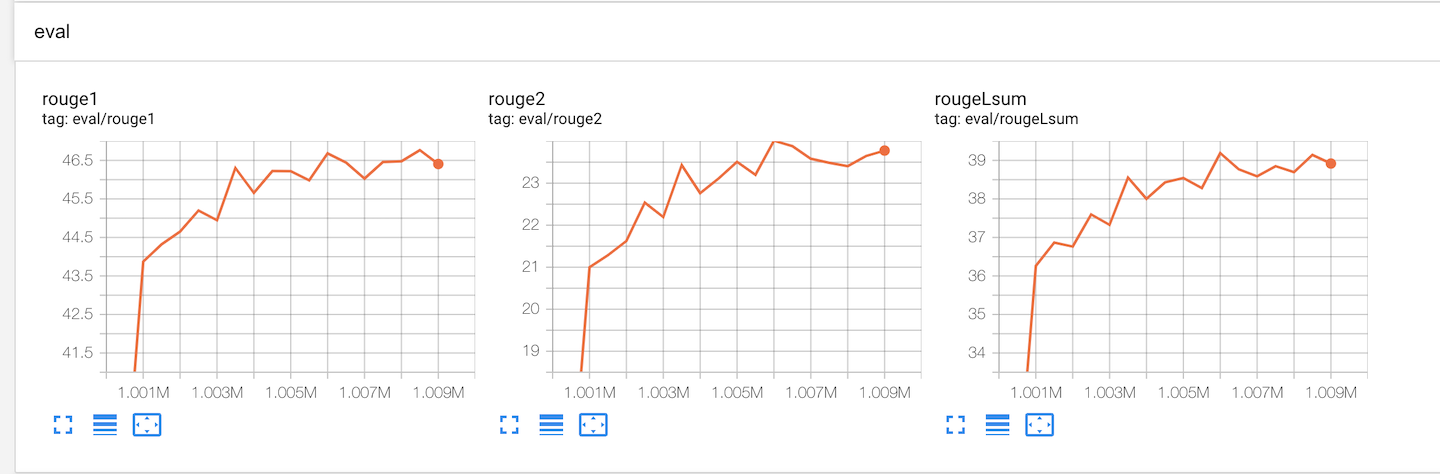 eval
rouge1
tag: eval/rouge1
46.5
45.5
44.5
43.5
42.5
41.5
1.001M 1.003M 1.005M 1.007M 1.009M
rouge2
tag: eval/rouge2
23
22
21
20
19
1.001M 1.003M 1.005M 1.007M 1.009M
rougeLsum
tag: eval/rougeLsum
39
38
37
36
35
34
1.001M 1.003M 1.005M 1.007M 1.009M